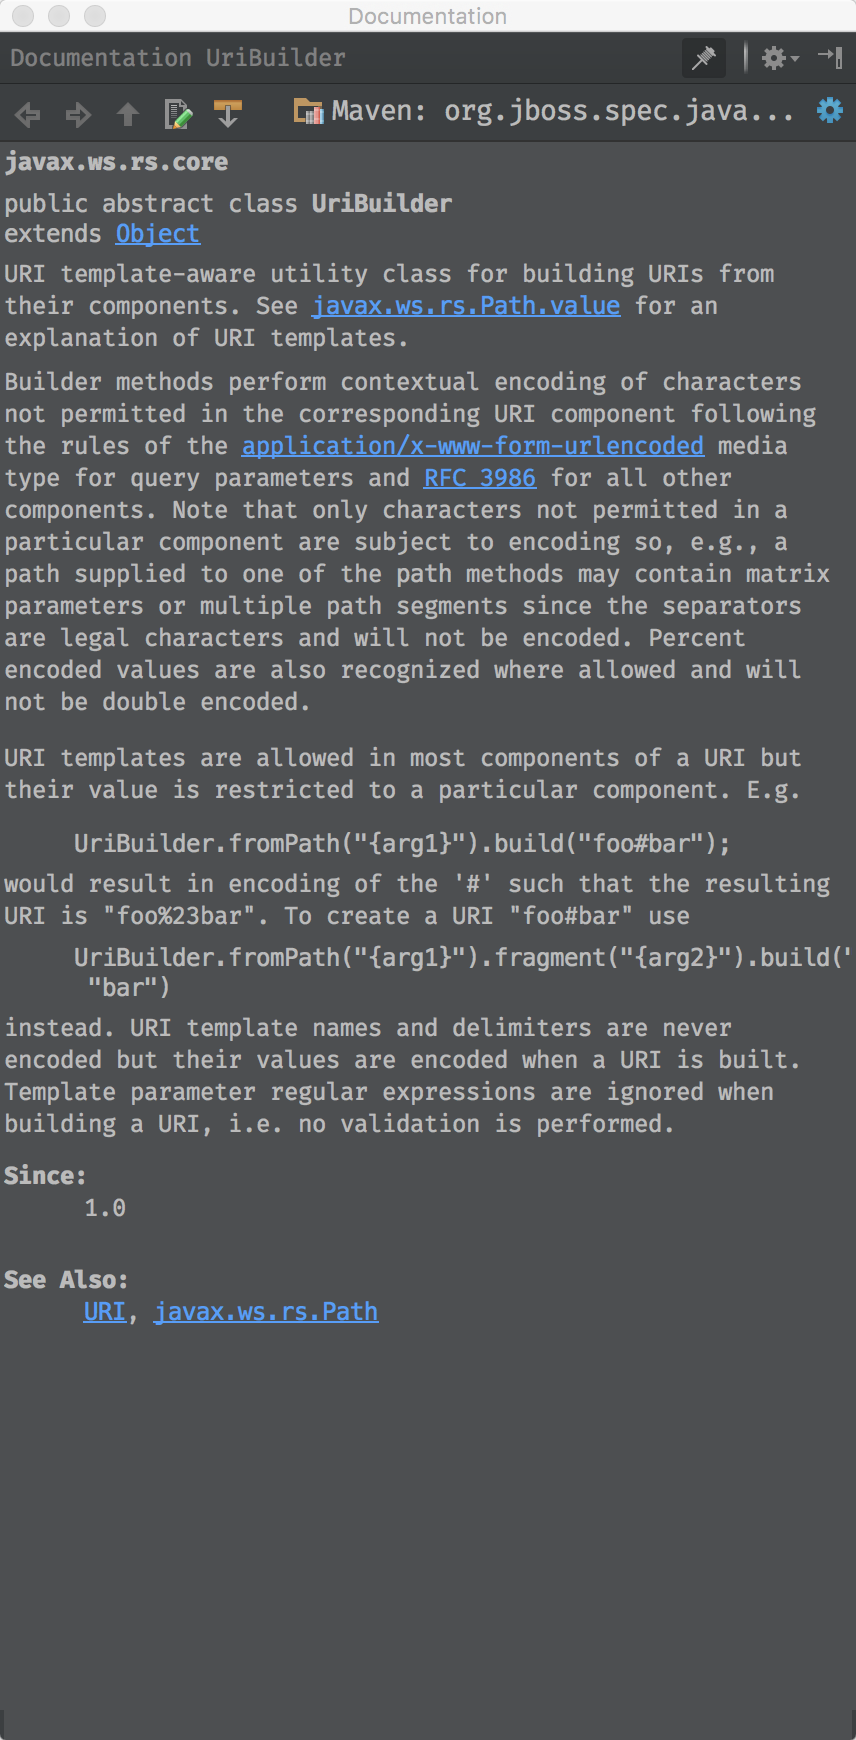 Documentation
Documentation UriBuilder
Maven: org.jboss.spec.java...
javax.ws.rs.core
public abstract class UriBuilder
extends Object
URI template-aware utility class for building URIs from
their components. See javax.ws.rs.Path.value for an
explanation of URI templates.
Builder methods perform contextual encoding of characters
not permitted in the corresponding URI component following
the rules of the application/x-www-form-urlencoded media
type for query parameters and RFC 3986 for all other
components. Note that only characters not permitted in a
particular component are subject to encoding so, e.g., a
path supplied to one of the path methods may contain matrix
parameters or multiple path segments since the separators
are legal characters and will not be encoded. Percent
encoded values are also recognized where allowed and will
not be double encoded.
URI templates are allowed in most components of a URI but
their value is restricted to a particular component. E.g.
UriBuilder.fromPath("{arg1}").build("foo#bar");
would result in encoding of the '#' such that the resulting
URI is "foo%23bar". To create a URI "foo#bar" use
UriBuilder.fromPath("{arg1}").fragment("{arg2}").build('
"bar")
instead. URI template names and delimiters are never
encoded but their values are encoded when a URI is built.
Template parameter regular expressions are ignored when
building a URI, i.e. no validation is performed.
Since:
1.0
See Also:
URI, javax.ws.rs.Path